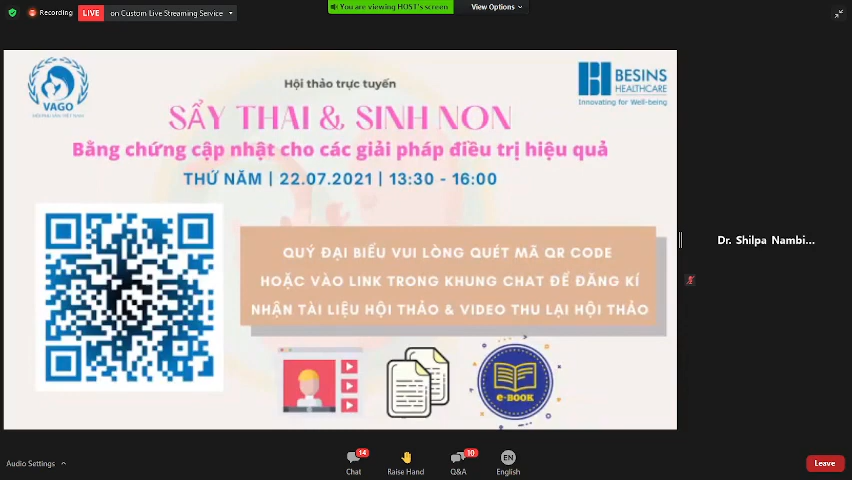 Recording
LIVE on Custom Live Streaming Service
You are viewing HOST's screen
View Options
VAGO
Hội thảo trực tuyến
BESINS
HEALTHCARE
Innovating for Well-being
SẨY THAI & SINH NON
Bằng chứng cập nhật cho các giải pháp điều trị hiệu quả
THỨ NĂM | 22.07.2021 | 13:30 - 16:00
QUÝ ĐẠI BIỂU VUI LÒNG QUÉT MÃ QR CODE
HOẶC VÀO LINK TRONG KHUNG CHAT ĐỂ ĐĂNG KÍ
NHẬN TÀI LIỆU HỘI THẢO & VIDEO THU LẠI HỘI THẢO
e-BOOK
Dr. Shilpa Nambi...
Audio Settings
14
Chat
Raise Hand
10
Q&A
EN
English
Leave